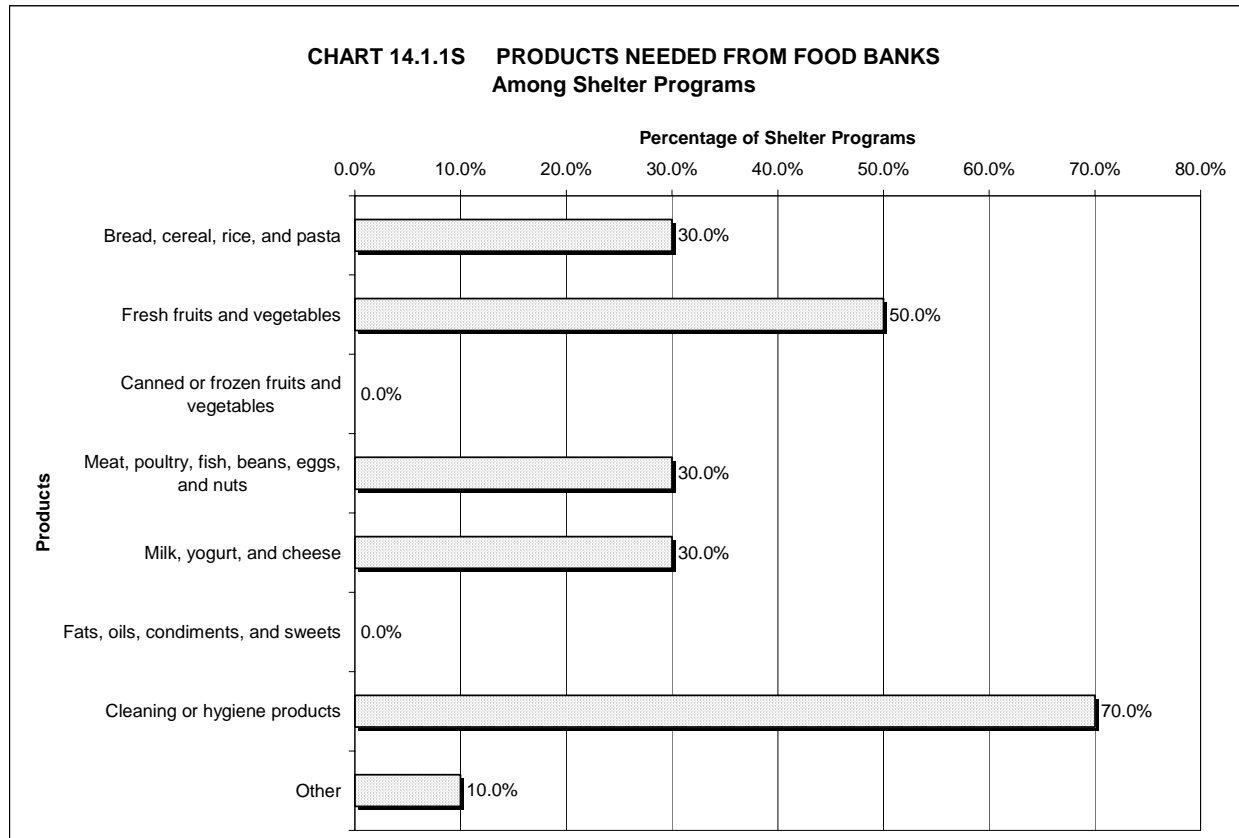 CHART 14.1.1S PRODUCTS NEEDED FROM FOOD BANKS
Among Shelter Programs
Percentage of Shelter Programs
0.0% 10.0% 20.0% 30.0% 40.0% 50.0% 60.0% 70.0% 80.0%
Products
Bread, cereal, rice, and pasta 30.0%
Fresh fruits and vegetables 50.0%
Canned or frozen fruits and
vegetables 0.0%
Meat, poultry, fish, beans, eggs,
and nuts 30.0%
Milk, yogurt, and cheese 30.0%
Fats, oils, condiments, and sweets 0.0%
Cleaning or hygiene products 70.0%
Other 10.0%